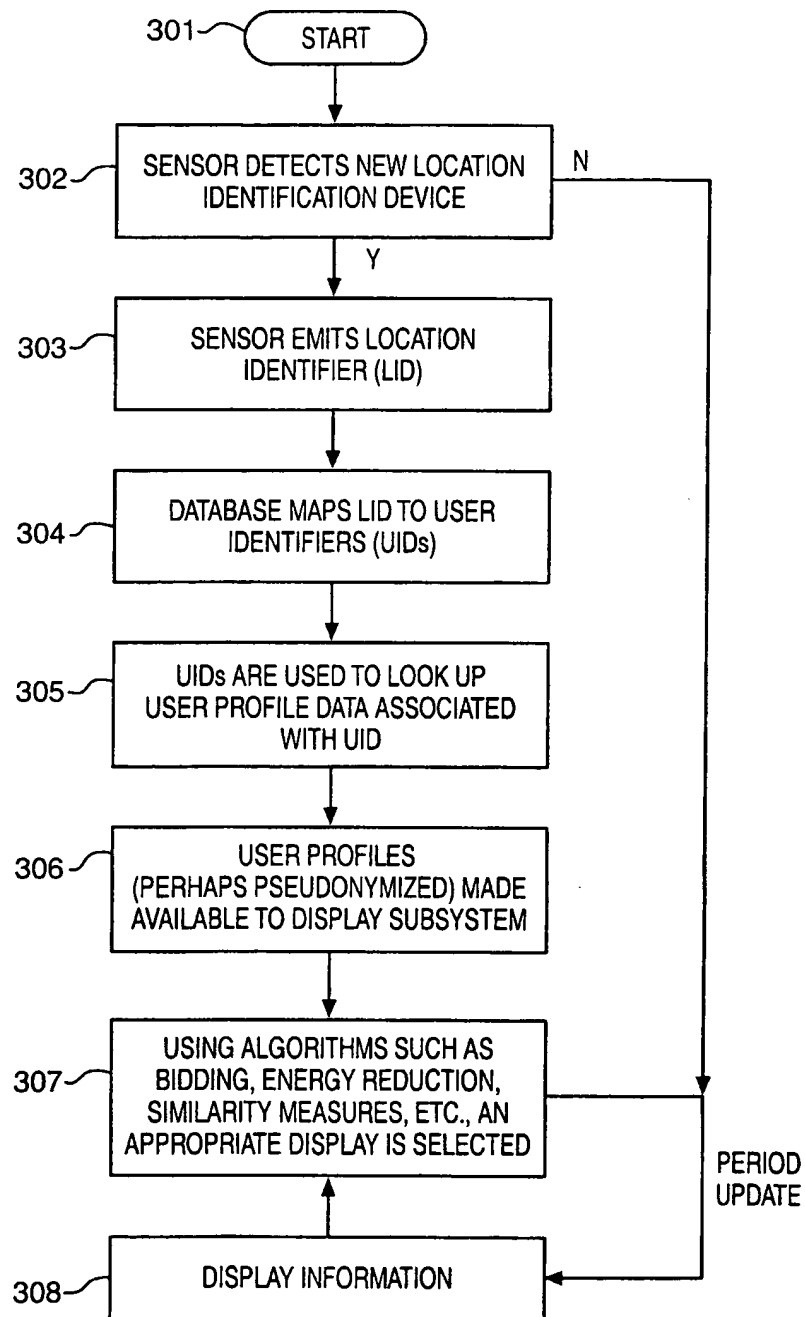 301
START
302
SENSOR DETECTS NEW LOCATION
IDENTIFICATION DEVICE
N
Y
303
SENSOR EMITS LOCATION
IDENTIFIER (LID)
304
DATABASE MAPS LID TO USER
IDENTIFIERS (UIDs)
305
UIDs ARE USED TO LOOK UP
USER PROFILE DATA ASSOCIATED
WITH UID
306
USER PROFILES
(PERHAPS PSEUDONYMIZED) MADE
AVAILABLE TO DISPLAY SUBSYSTEM
307
USING ALGORITHMS SUCH AS
BIDDING, ENERGY REDUCTION,
SIMILARITY MEASURES, ETC., AN
APPROPRIATE DISPLAY IS SELECTED
PERIOD
UPDATE
308
DISPLAY INFORMATION